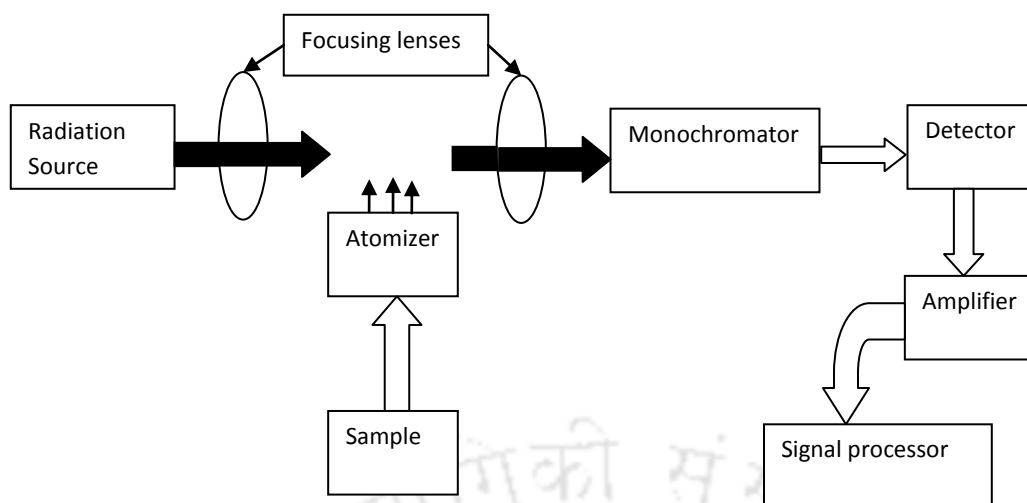 Focusing lenses
Radiation
Source
Monochromator
Detector
Atomizer
Amplifier
Sample
Signal processor